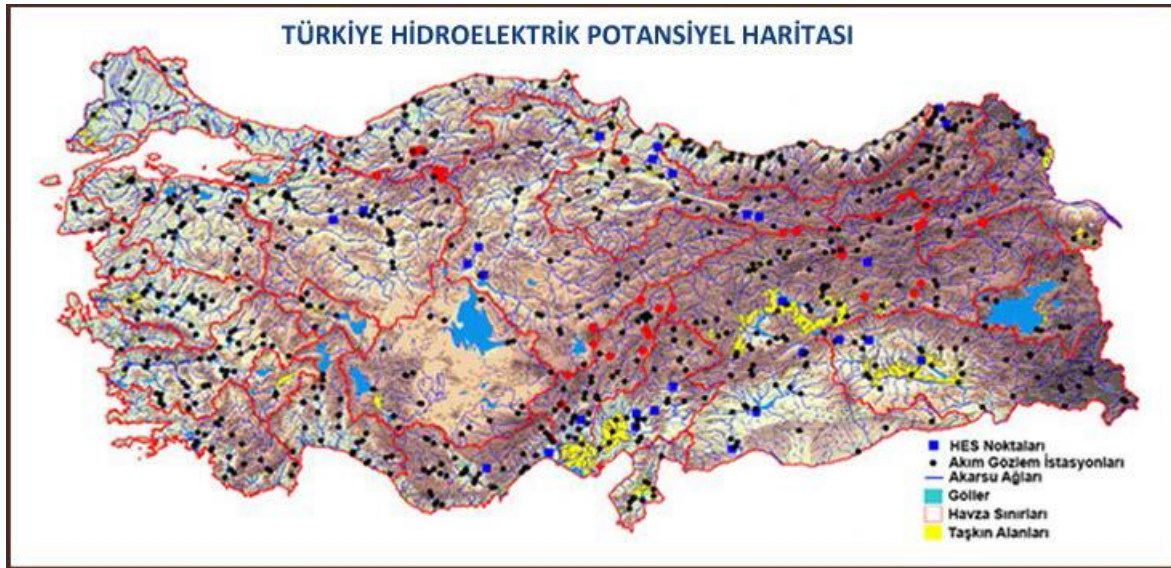 TÜRKİYE HİDROELEKTRİK POTANSİYEL HARİTASI
HES Noktaları
Akım Gözlem İstasyonları
Akarsu Ağları
Göller
Havza Sınırları
Taşkın Alanları